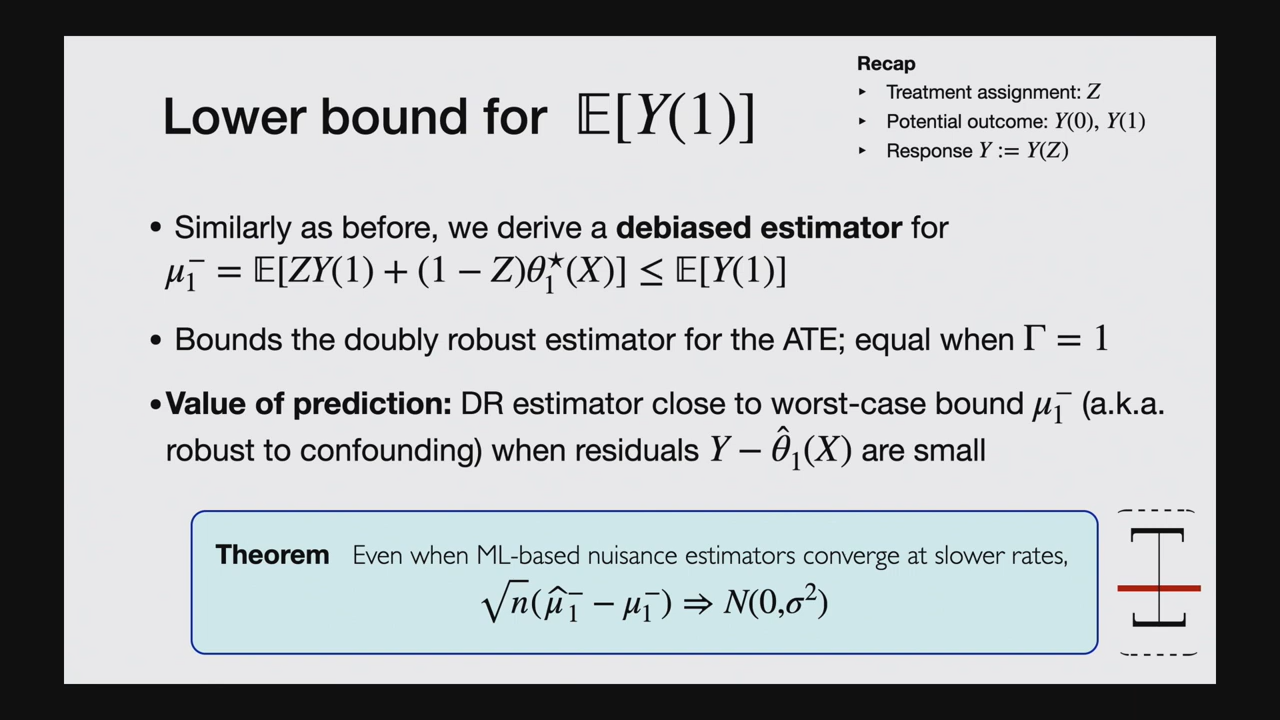 Lower bound for 𝔼[Y(1)]
Recap
▸ Treatment assignment: Z
▸ Potential outcome: Y(0), Y(1)
▸ Response Y := Y(Z)
• Similarly as before, we derive a debiased estimator for
μ₁⁻ = 𝔼[ZY(1) + (1 − Z)θ₁★(X)] ≤ 𝔼[Y(1)]
• Bounds the doubly robust estimator for the ATE; equal when Γ = 1
• Value of prediction: DR estimator close to worst-case bound μ₁⁻ (a.k.a.
robust to confounding) when residuals Y − θ̂₁(X) are small
Theorem Even when ML-based nuisance estimators converge at slower rates,
√n(μ̂₁⁻ − μ₁⁻) ⇒ N(0,σ²)